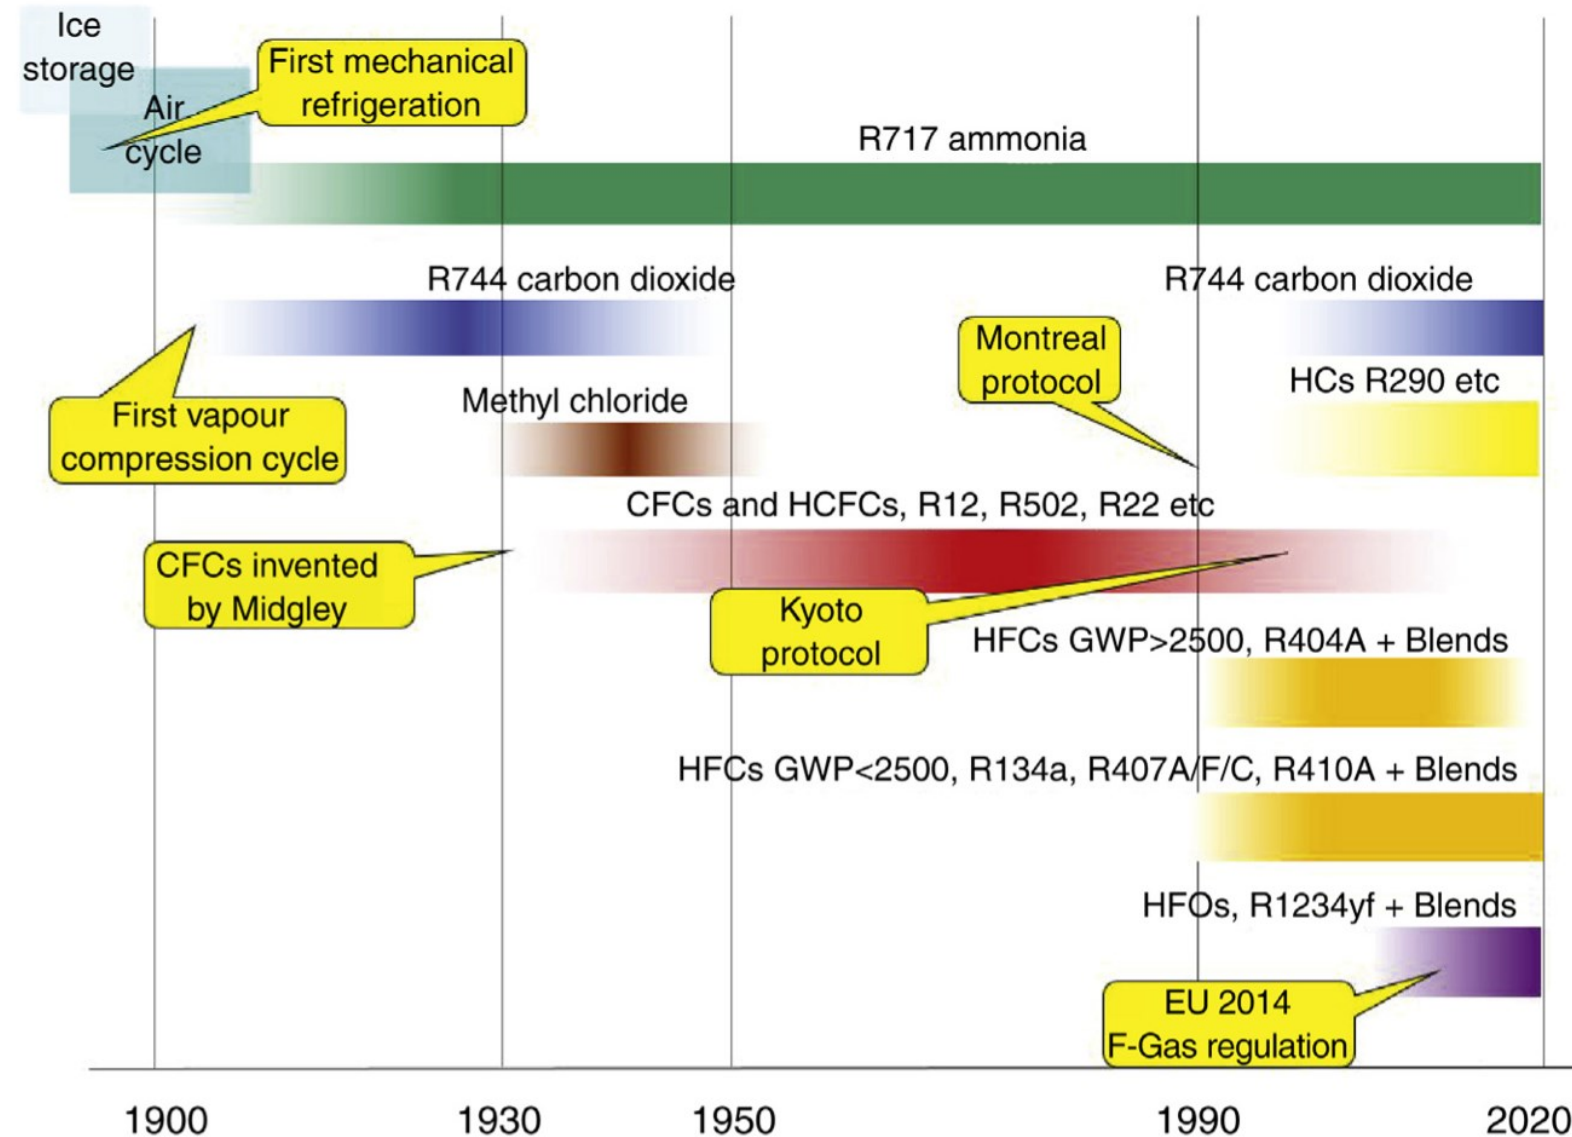 Ice
storage
Air
cycle
First mechanical
refrigeration
R717 ammonia
R744 carbon dioxide
R744 carbon dioxide
First vapour
compression cycle
Montreal
protocol
HCs R290 etc
Methyl chloride
CFCs and HCFCs, R12, R502, R22 etc
CFCs invented
by Midgley
Kyoto
protocol
HFCs GWP>2500, R404A + Blends
HFCs GWP<2500, R134a, R407A/F/C, R410A + Blends
HFOs, R1234yf + Blends
EU 2014
F-Gas regulation
1900 1930 1950 1990 2020